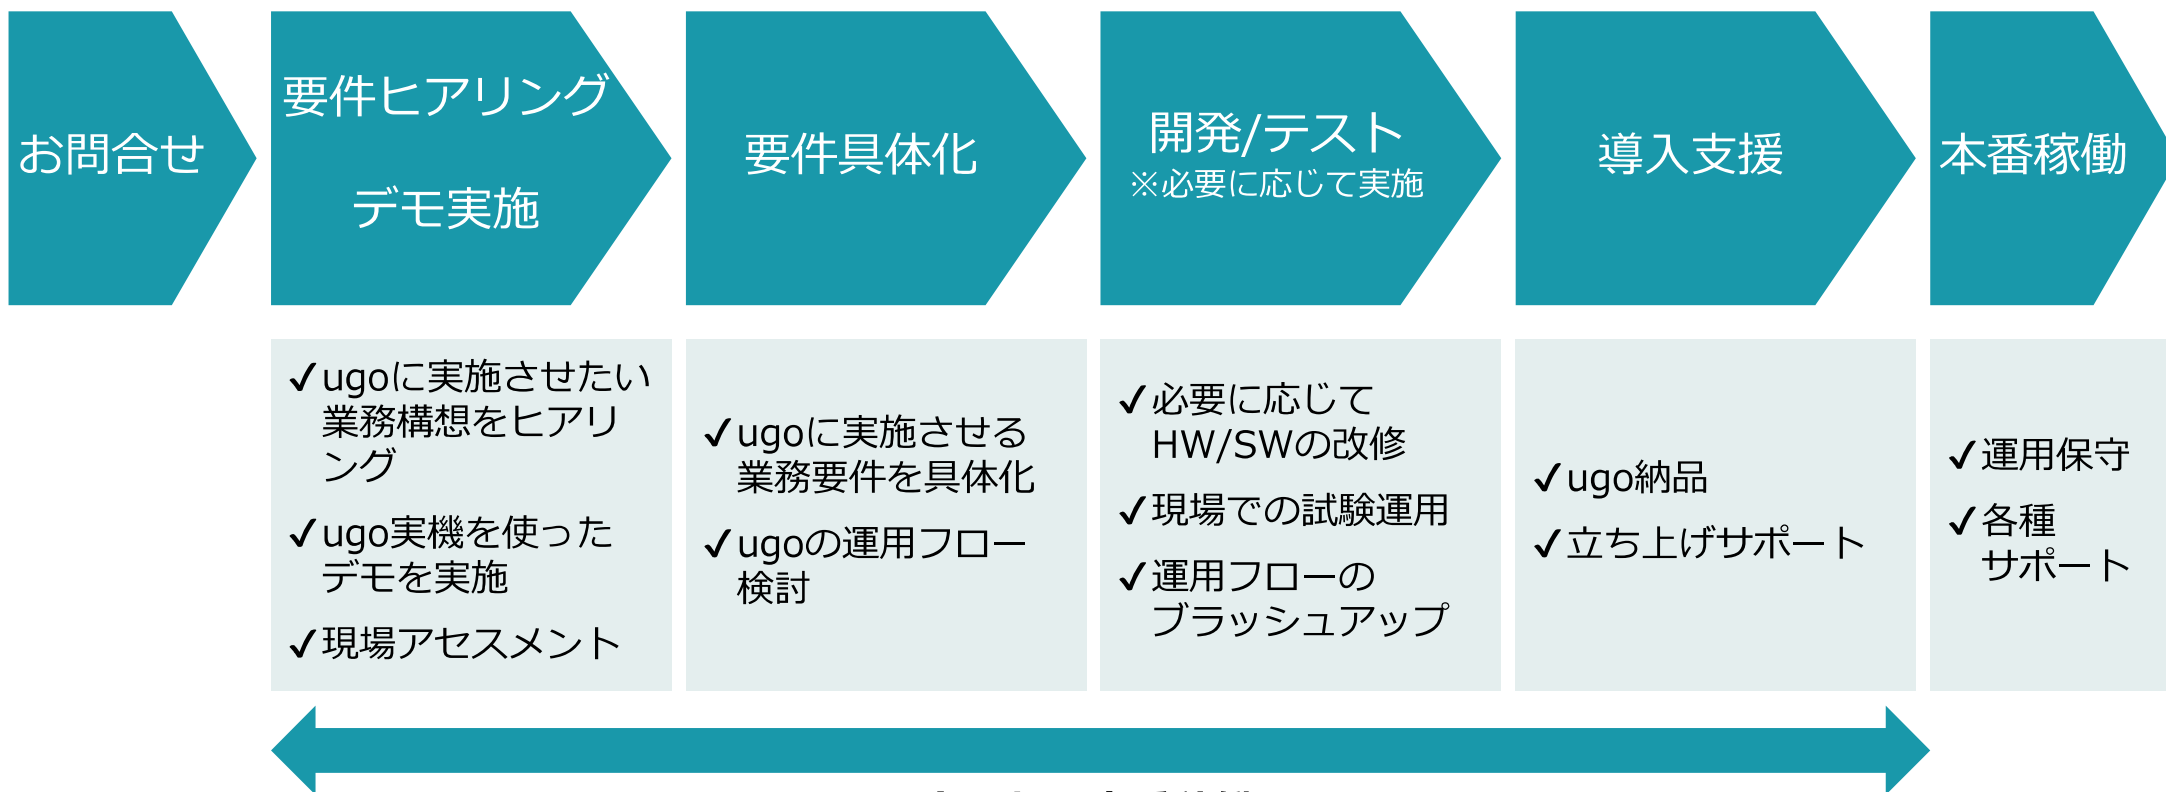 お問合せ
要件ヒアリング
デモ実施
要件具体化
開発/テスト
※必要に応じて実施
導入支援
本番稼働
✓ugoに実施させたい
業務構想をヒアリ
ング
✓ugo実機を使った
デモを実施
✓現場アセスメント
✓ugoに実施させる
業務要件を具体化
✓ugoの運用フロー
検討
✓必要に応じて
HW/SWの改修
✓現場での試験運用
✓運用フローの
ブラッシュアップ
✓ugo納品
✓立ち上げサポート
✓運用保守
✓各種
サポート